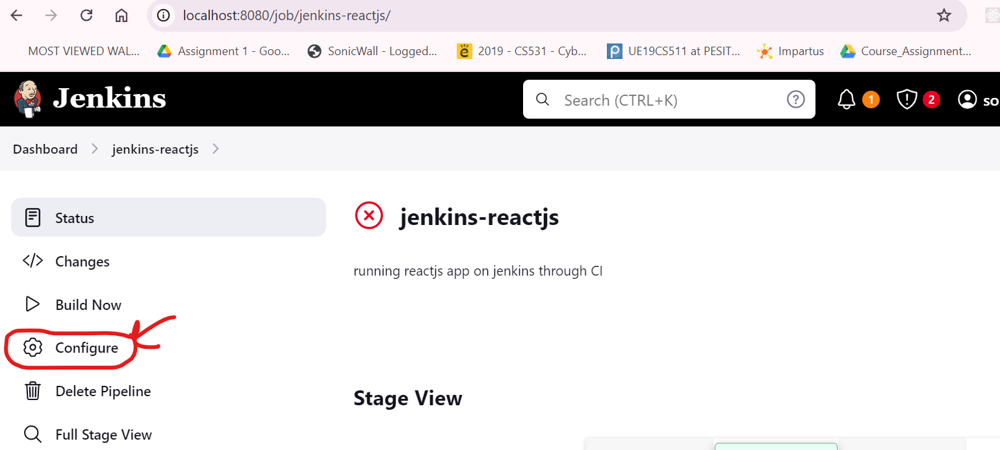 localhost:8080/job/jenkins-reactjs/
MOST VIEWED WAL... Assignment 1 - Goo... SonicWall - Logged... 2019 - CS531 - Cyb... UE19CS511 at PESIT... Impartus Course_Assignment...
Jenkins Search (CTRL+K) ? 1 2 so
Dashboard > jenkins-reactjs >
Status
jenkins-reactjs
Changes
running reactjs app on jenkins through CI
Build Now
Configure
Delete Pipeline
Stage View
Full Stage View